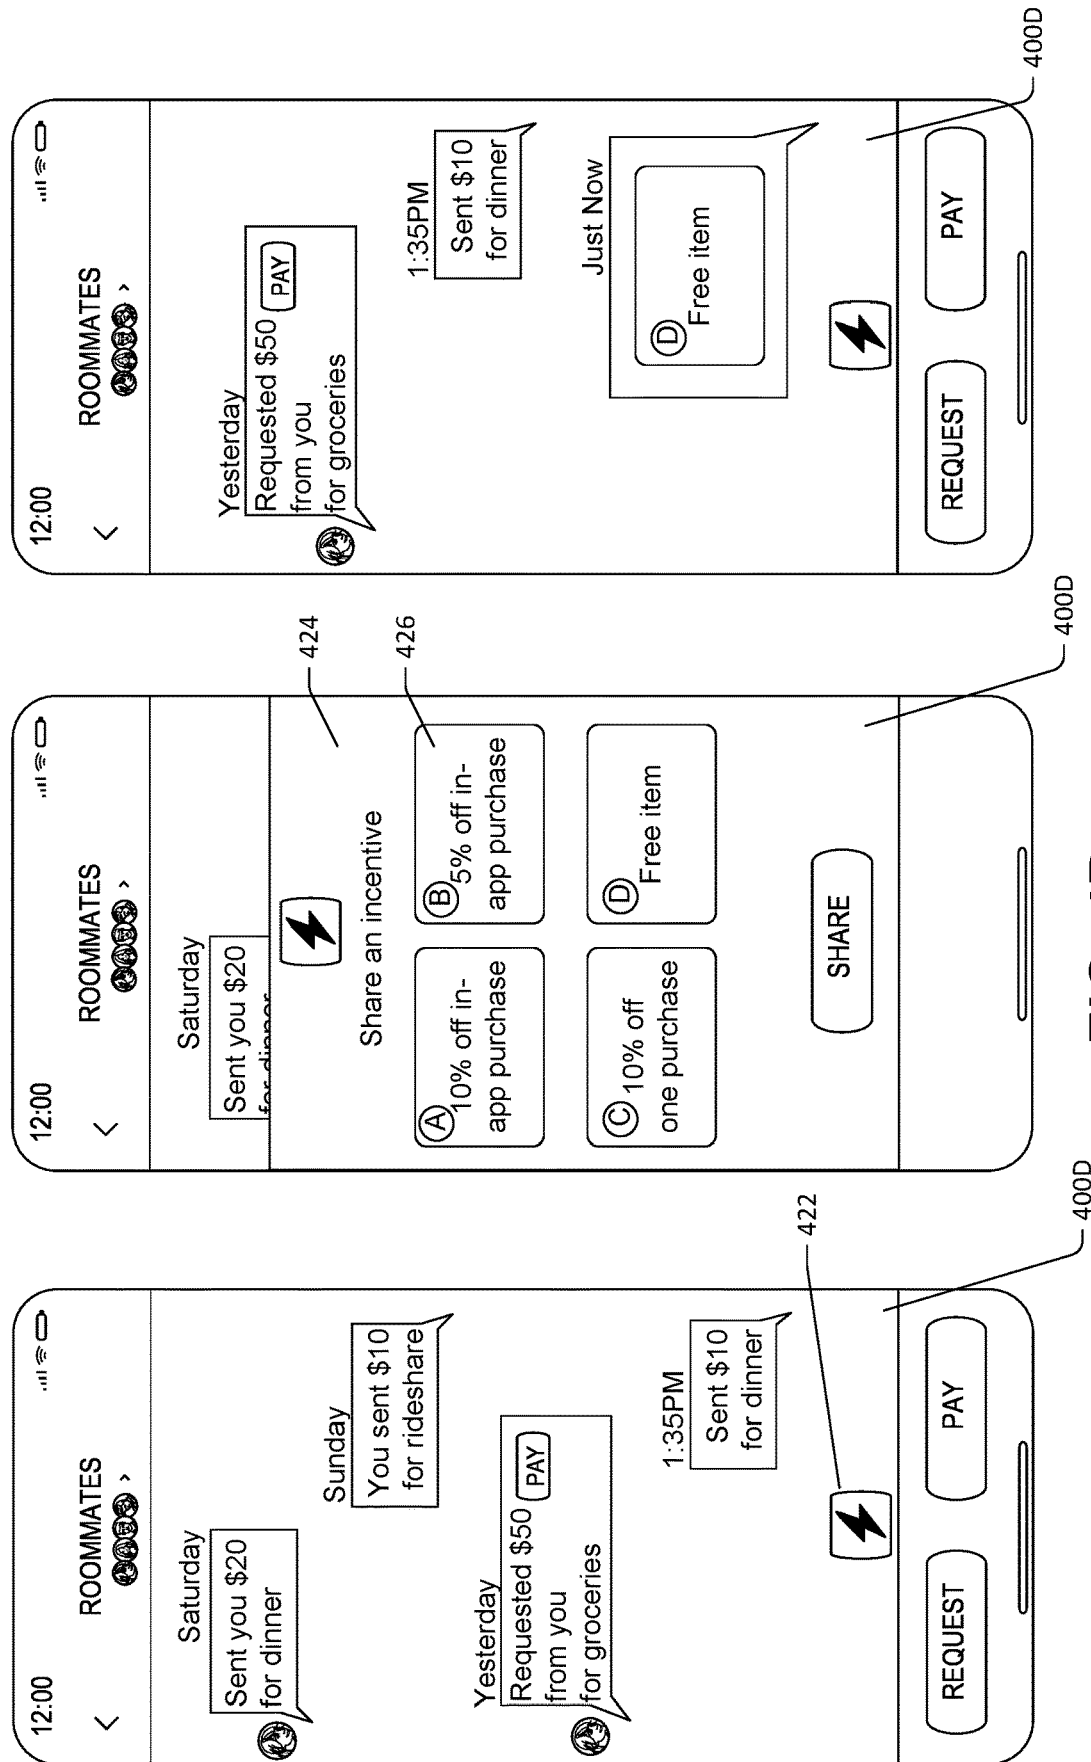 12:00
ROOMMATES
Saturday
Sent you $20
for dinner
Sunday
You sent $10
for rideshare
Yesterday
Requested $50
from you
for groceries
PAY
1:35PM
Sent $10
for dinner
422
REQUEST
PAY
400D
12:00
ROOMMATES
Saturday
Sent you $20
for dinner
424
Share an incentive
426
A
10% off in-
app purchase
B
5% off in-
app purchase
C
10% off
one purchase
D
Free item
SHARE
400D
12:00
ROOMMATES
Yesterday
Requested $50
from you
for groceries
PAY
1:35PM
Sent $10
for dinner
Just Now
D
Free item
REQUEST
PAY
400D